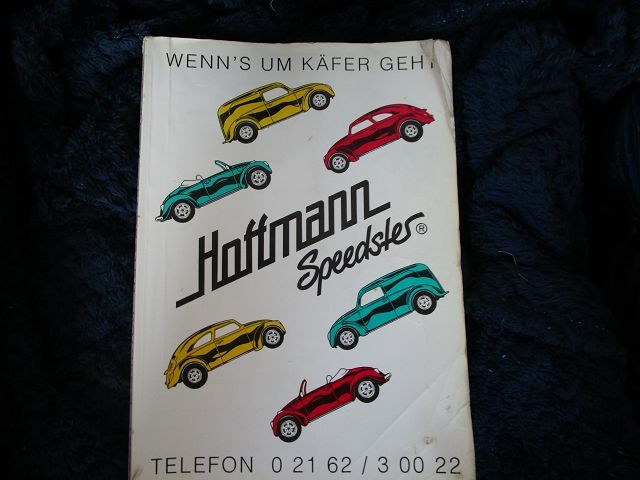 WENN'S UM KÄFER GEHT
Hoffmann
Speedster®
TELEFON 0 21 62 / 3 00 22